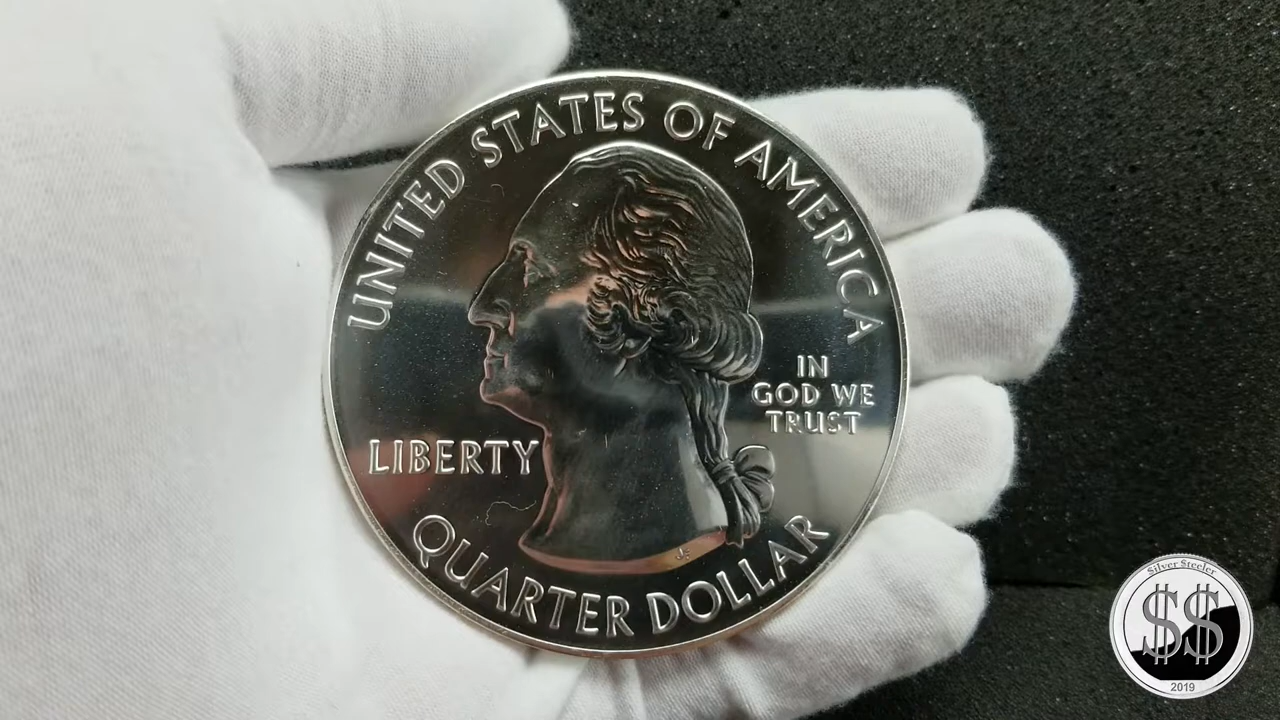 UNITED STATES OF AMERICA
LIBERTY
IN
GOD WE
TRUST
QUARTER DOLLAR
Silver Steeler
$$
2019